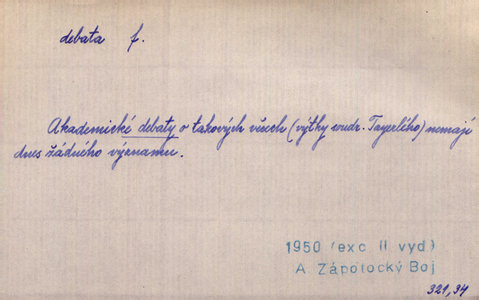 debata f.
Akademické debaty o takových věcech (výtky soudr. Tayerlího) nemají
dnes žádného významu.
1950 (exc. II vyd.)
A Zápotocký Boj
321,34